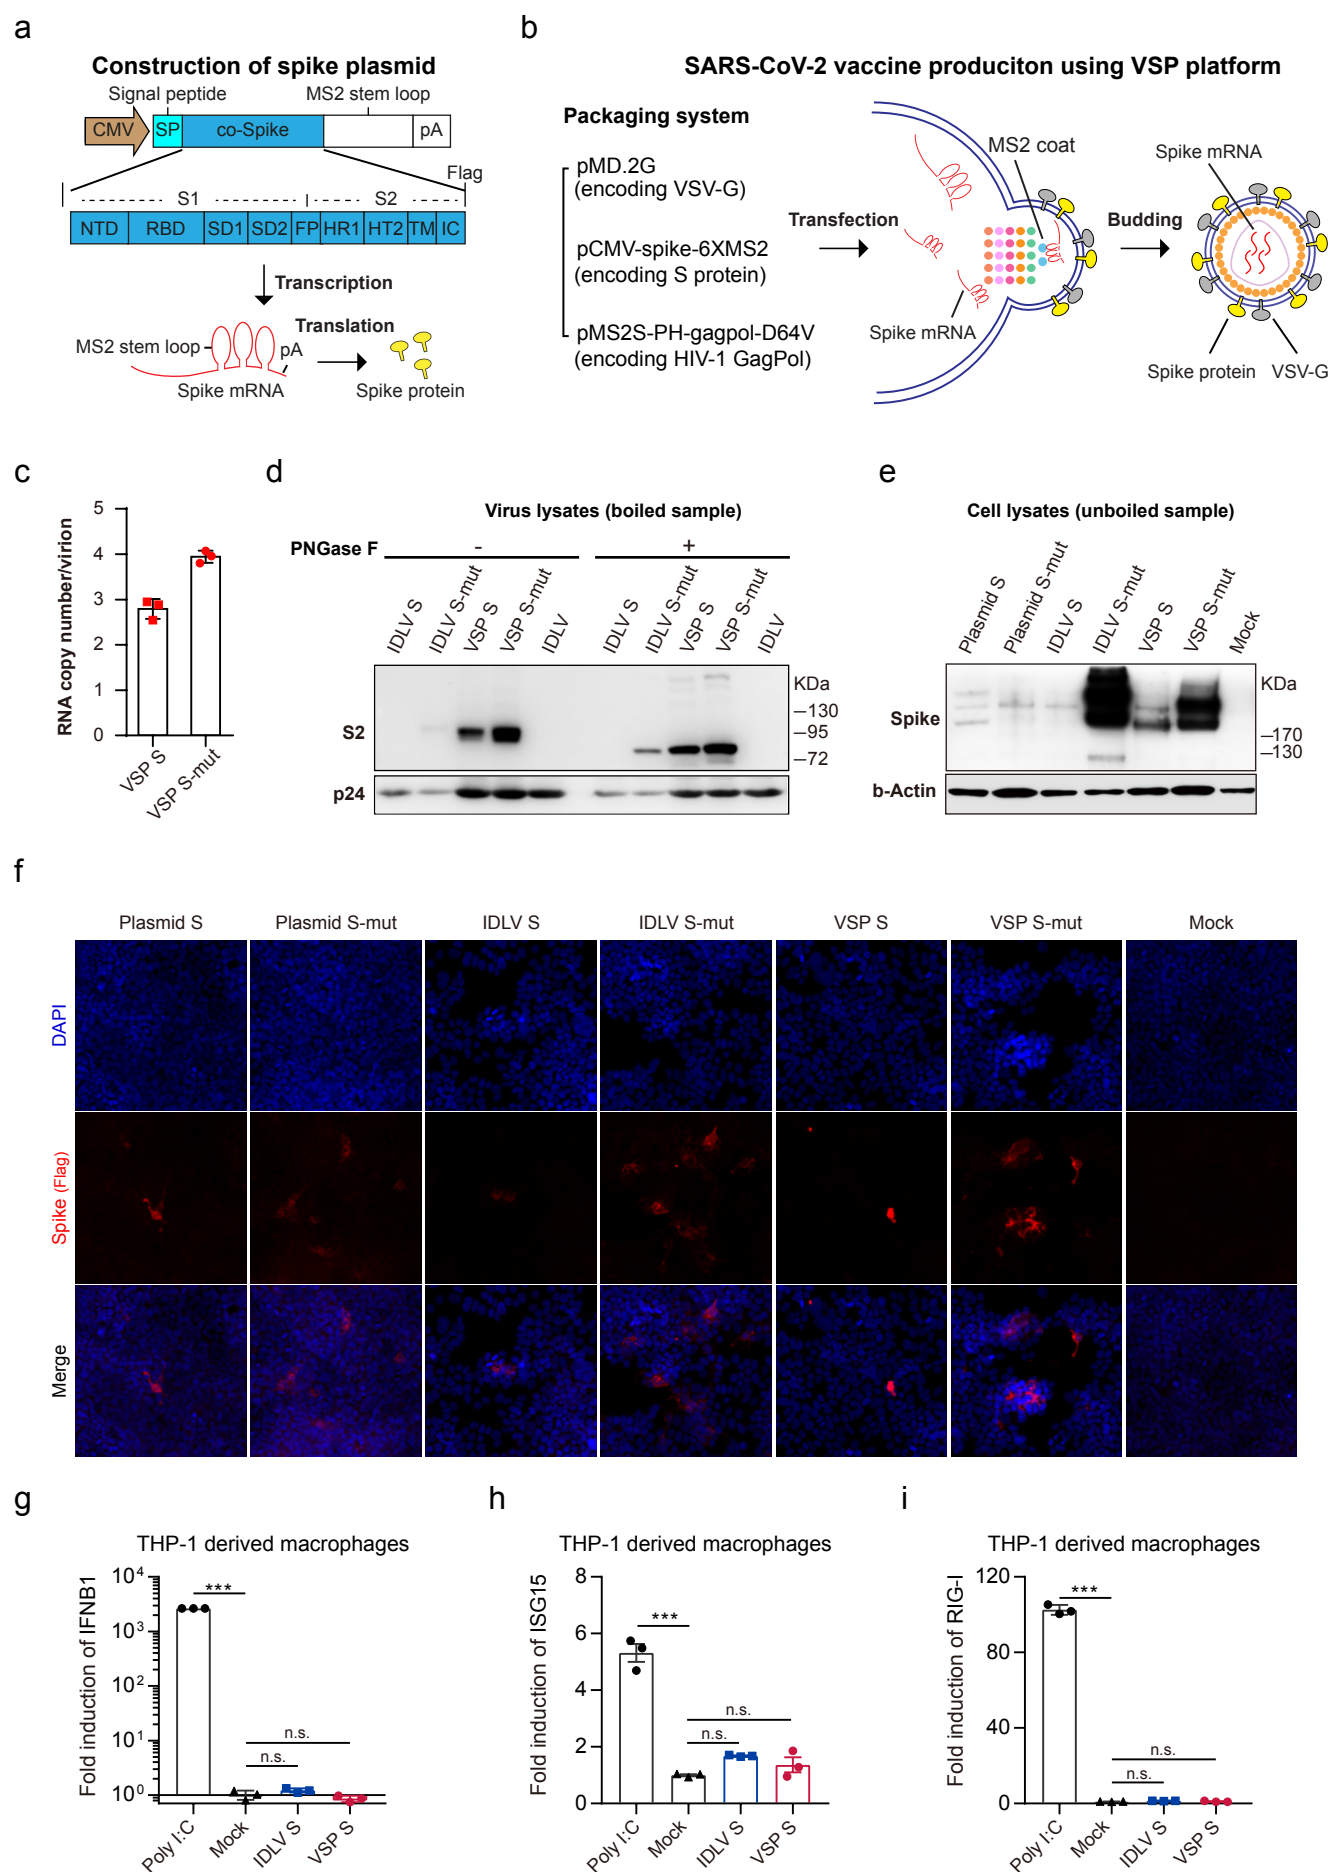 a
Construction of spike plasmid
Signal peptide
MS2 stem loop
CMV
SP
co-Spike
pA
Flag
S1
S2
NTD
RBD
SD1
SD2
FP
HR1
HT2
TM
IC
Transcription
Translation
MS2 stem loop
pA
Spike mRNA
Spike protein
b
SARS-CoV-2 vaccine produciton using VSP platform
Packaging system
pMD.2G
(encoding VSV-G)
pCMV-spike-6XMS2
(encoding S protein)
pMS2S-PH-gagpol-D64V
(encoding HIV-1 GagPol)
Transfection
MS2 coat
Spike mRNA
Budding
Spike mRNA
Spike protein
VSV-G
c
RNA copy number/virion
5
4
3
2
1
0
VSP S
VSP S-mut
d
Virus lysates (boiled sample)
PNGase F
-
+
IDLV S
IDLV S-mut
VSP S
VSP S-mut
IDLV
IDLV S
IDLV S-mut
VSP S
VSP S-mut
IDLV
KDa
S2
130
95
72
p24
e
Cell lysates (unboiled sample)
Plasmid S
Plasmid S-mut
IDLV S
IDLV S-mut
VSP S
VSP S-mut
Mock
KDa
Spike
170
130
b-Actin
f
Plasmid S
Plasmid S-mut
IDLV S
IDLV S-mut
VSP S
VSP S-mut
Mock
DAPI
Spike (Flag)
Merge
g
THP-1 derived macrophages
Fold induction of IFNB1
10⁴
10³
10²
10¹
10⁰
***
n.s.
n.s.
Poly I:C
Mock
IDLV S
VSP S
h
THP-1 derived macrophages
Fold induction of ISG15
8
6
4
2
0
***
n.s.
n.s.
Poly I:C
Mock
IDLV S
VSP S
i
THP-1 derived macrophages
Fold induction of RIG-I
120
80
40
0
***
n.s.
n.s.
Poly I:C
Mock
IDLV S
VSP S